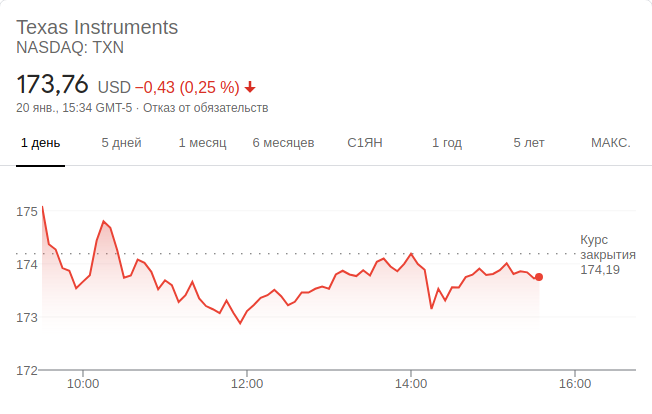 Texas Instruments
NASDAQ: TXN
173,76 USD −0,43 (0,25 %)
20 янв., 15:34 GMT-5 · Отказ от обязательств
1 день 5 дней 1 месяц 6 месяцев С1ЯН 1 год 5 лет МАКС.
175
174
173
172
Курс
закрытия
174,19
10:00 12:00 14:00 16:00